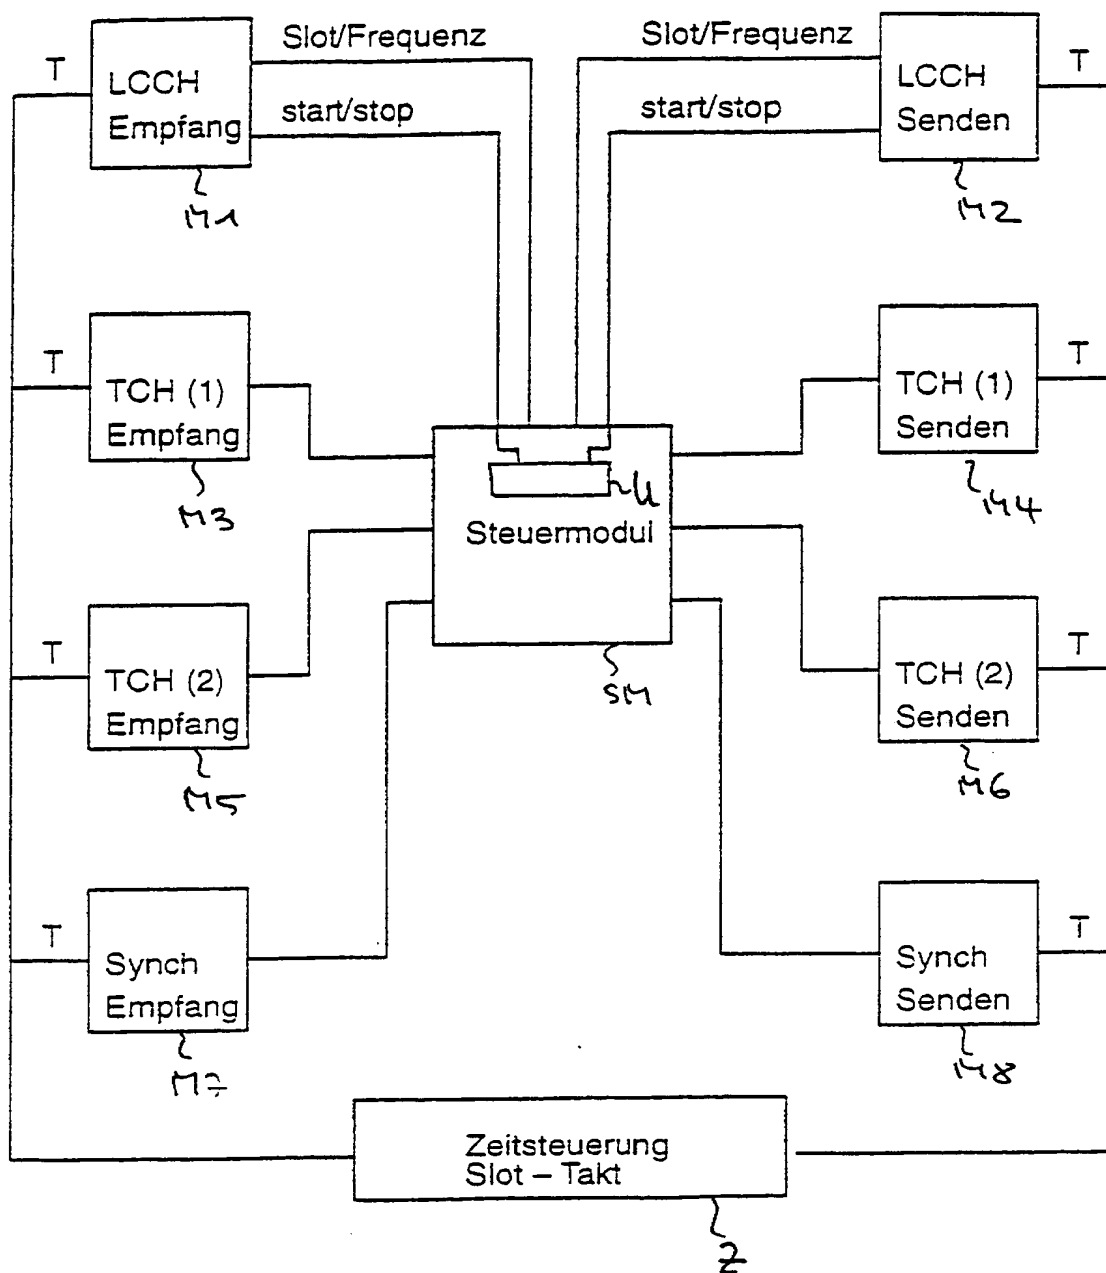 Slot/Frequenz
Slot/Frequenz
T
LCCH
Empfang
start/stop
start/stop
LCCH
Senden
T
M1
M2
T
TCH (1)
Empfang
TCH (1)
Senden
T
M3
M4
U
Steuermodul
SM
T
TCH (2)
Empfang
TCH (2)
Senden
T
M5
M6
T
Synch
Empfang
Synch
Senden
T
M7
M8
Zeitsteuerung
Slot – Takt
Z